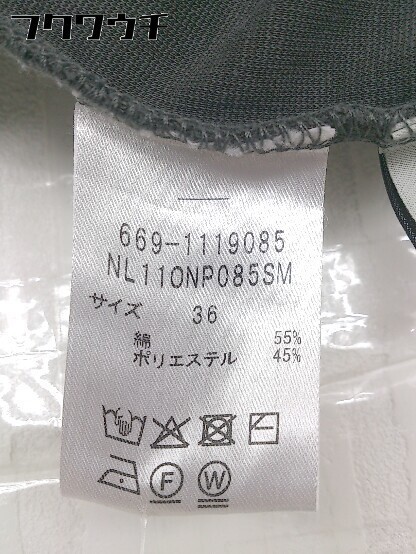 フクワウチ
669-1119085
NL110NP085SM
サイズ 36
綿 55%
ポリエステル 45%
F W